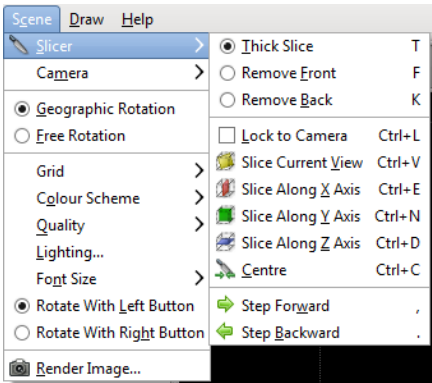 Scene Draw Help
Slicer
Camera
Geographic Rotation
Free Rotation
Grid
Colour Scheme
Quality
Lighting...
Font Size
Rotate With Left Button
Rotate With Right Button
Render Image...
Thick Slice T
Remove Front F
Remove Back K
Lock to Camera Ctrl+L
Slice Current View Ctrl+V
Slice Along X Axis Ctrl+E
Slice Along Y Axis Ctrl+N
Slice Along Z Axis Ctrl+D
Centre Ctrl+C
Step Forward ,
Step Backward .